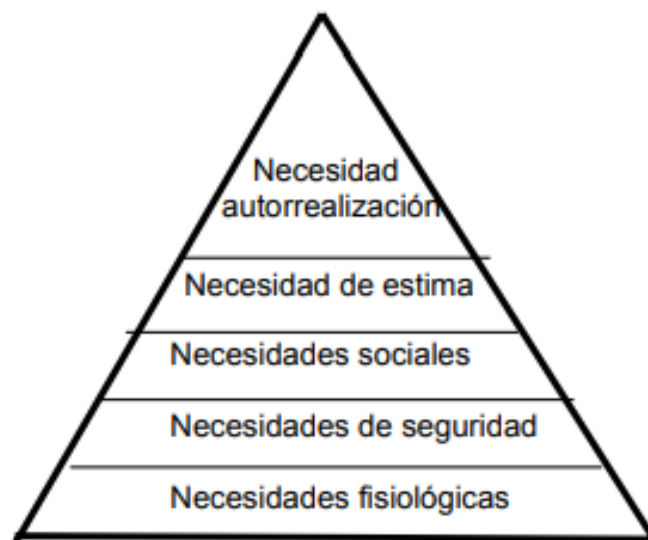 Necesidad
autorrealización
Necesidad de estima
Necesidades sociales
Necesidades de seguridad
Necesidades fisiológicas